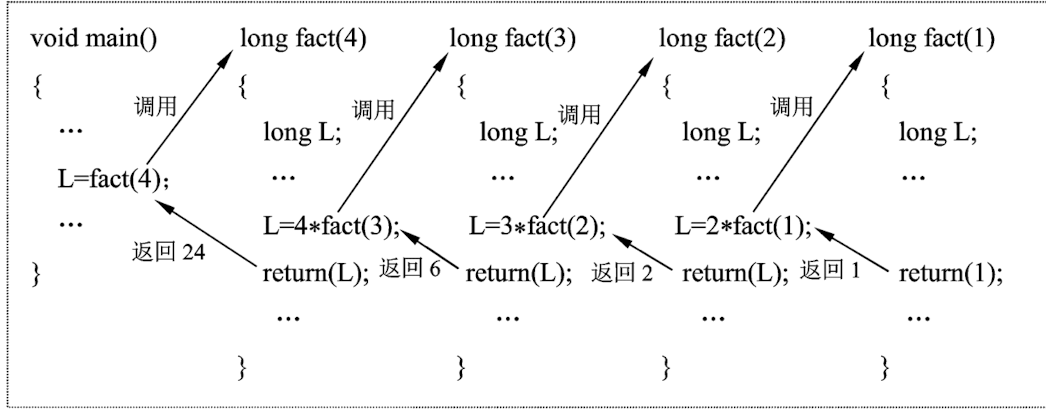 void main()
long fact(4)
long fact(3)
long fact(2)
long fact(1)
{
{
{
{
{
调用
调用
调用
调用
…
long L;
long L;
long L;
long L;
L=fact(4);
…
…
…
…
…
L=4*fact(3);
L=3*fact(2);
L=2*fact(1);
返回 24
返回 6
返回 2
返回 1
}
return(L);
return(L);
return(L);
return(1);
…
…
…
…
}
}
}
}